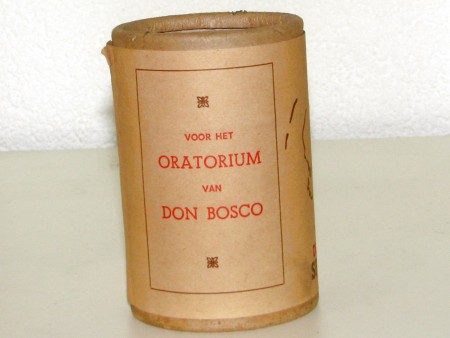 VOOR HET
ORATORIUM
VAN
DON BOSCO